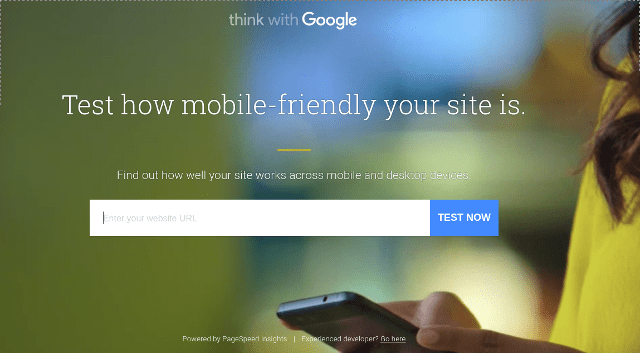 think with Google
Test how mobile-friendly your site is.
Find out how well your site works across mobile and desktop devices.
Enter your website URL
TEST NOW
Powered by PageSpeed Insights | Experienced developer? Go here